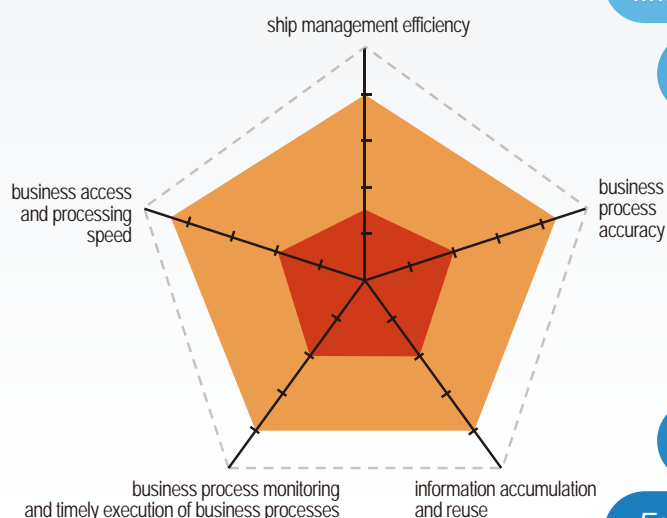 ship management efficiency
business access
and processing
speed
business
process
accuracy
business process monitoring
and timely execution of business processes
information accumulation
and reuse